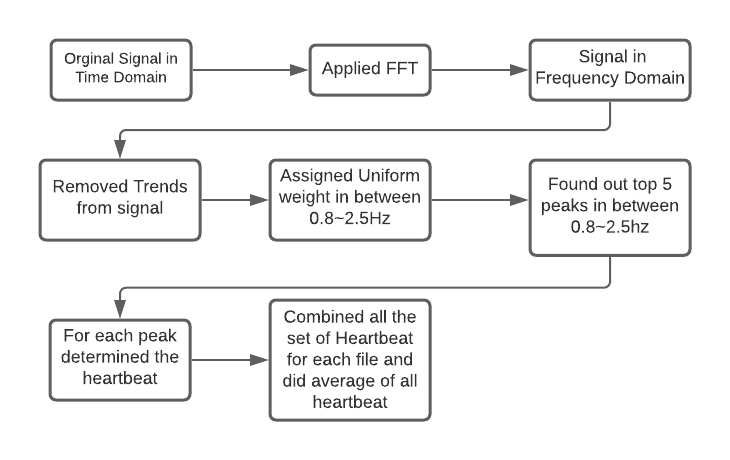 Orginal Signal in
Time Domain
Applied FFT
Signal in
Frequency Domain
Removed Trends
from signal
Assigned Uniform
weight in between
0.8~2.5Hz
Found out top 5
peaks in between
0.8~2.5hz
For each peak
determined the
heartbeat
Combined all the
set of Heartbeat
for each file and
did average of all
heartbeat